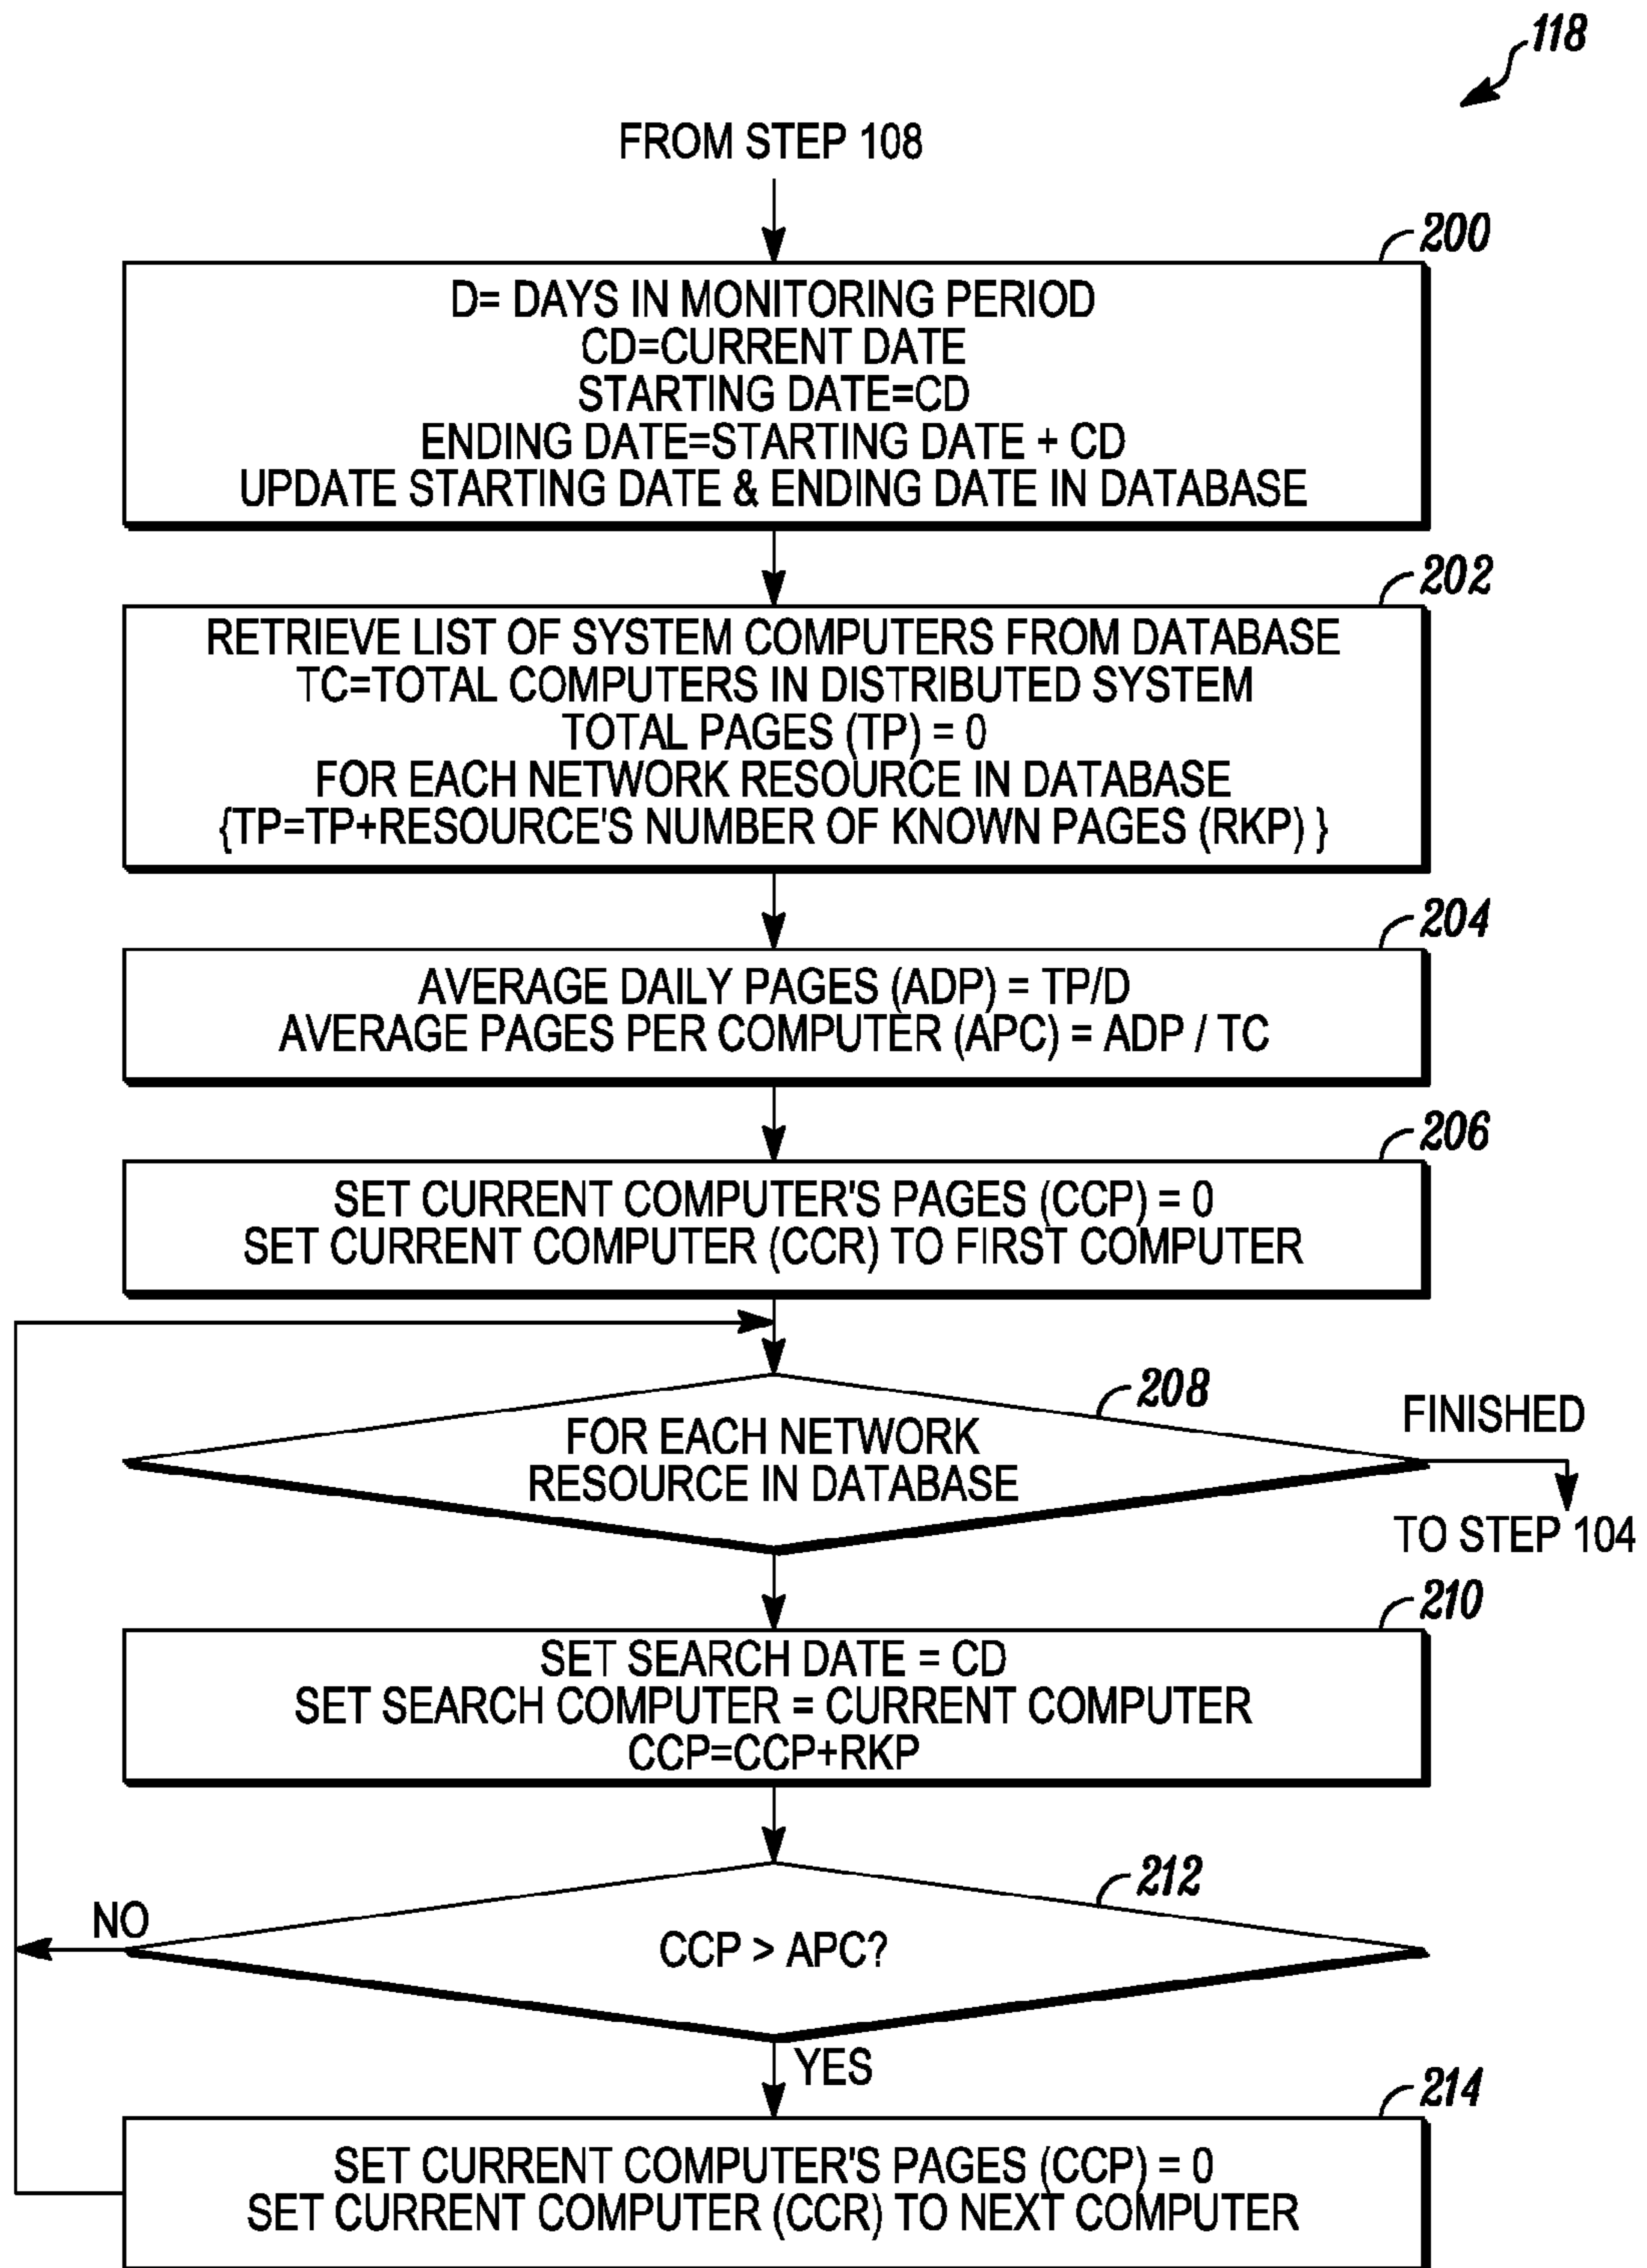 118
FROM STEP 108
200
D= DAYS IN MONITORING PERIOD
CD=CURRENT DATE
STARTING DATE=CD
ENDING DATE=STARTING DATE + CD
UPDATE STARTING DATE & ENDING DATE IN DATABASE
202
RETRIEVE LIST OF SYSTEM COMPUTERS FROM DATABASE
TC=TOTAL COMPUTERS IN DISTRIBUTED SYSTEM
TOTAL PAGES (TP) = 0
FOR EACH NETWORK RESOURCE IN DATABASE
{TP=TP+RESOURCE'S NUMBER OF KNOWN PAGES (RKP) }
204
AVERAGE DAILY PAGES (ADP) = TP/D
AVERAGE PAGES PER COMPUTER (APC) = ADP / TC
206
SET CURRENT COMPUTER'S PAGES (CCP) = 0
SET CURRENT COMPUTER (CCR) TO FIRST COMPUTER
208
FOR EACH NETWORK
RESOURCE IN DATABASE
FINISHED
TO STEP 104
210
SET SEARCH DATE = CD
SET SEARCH COMPUTER = CURRENT COMPUTER
CCP=CCP+RKP
212
NO
CCP > APC?
YES
214
SET CURRENT COMPUTER'S PAGES (CCP) = 0
SET CURRENT COMPUTER (CCR) TO NEXT COMPUTER